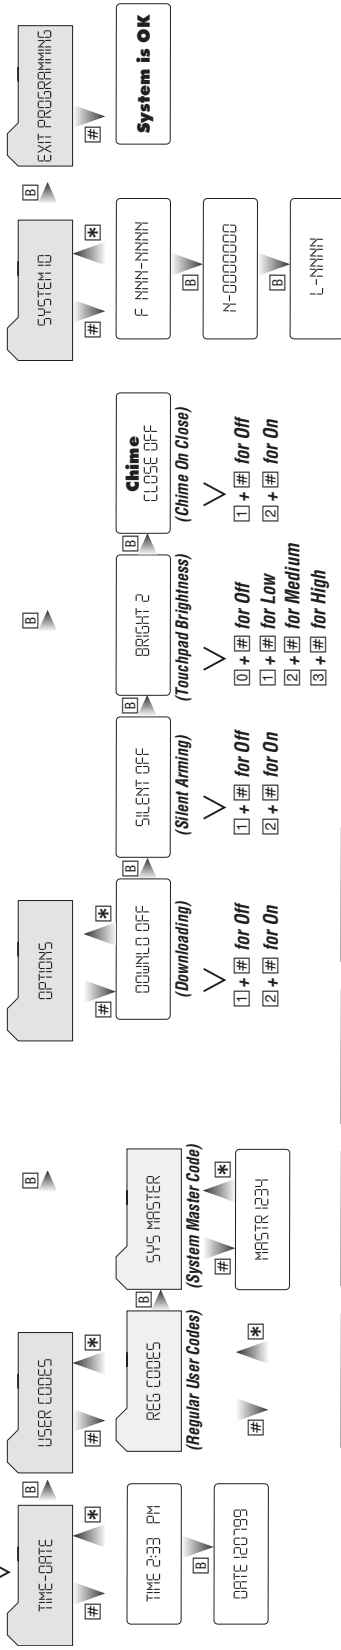 TIME-DATE
#
*
TIME 2:33 PM
B
DATE 120799
B
USER CODES
#
*
REG CODES
(Regular User Codes)
#
*
B
SYS MASTER
(System Master Code)
#
*
MASTR 1234
B
OPTIONS
#
*
DOWNLD OFF
(Downloading)
1 + # for Off
2 + # for On
B
SILENT OFF
(Silent Arming)
1 + # for Off
2 + # for On
B
BRIGHT 2
(Touchpad Brightness)
0 + # for Off
1 + # for Low
2 + # for Medium
3 + # for High
B
Chime
CLOSE OFF
(Chime On Close)
1 + # for Off
2 + # for On
B
SYSTEM ID
#
*
F NNN-NNNN
B
N-0000000
B
L-NNNN
B
EXIT PROGRAMMING
#
System is OK